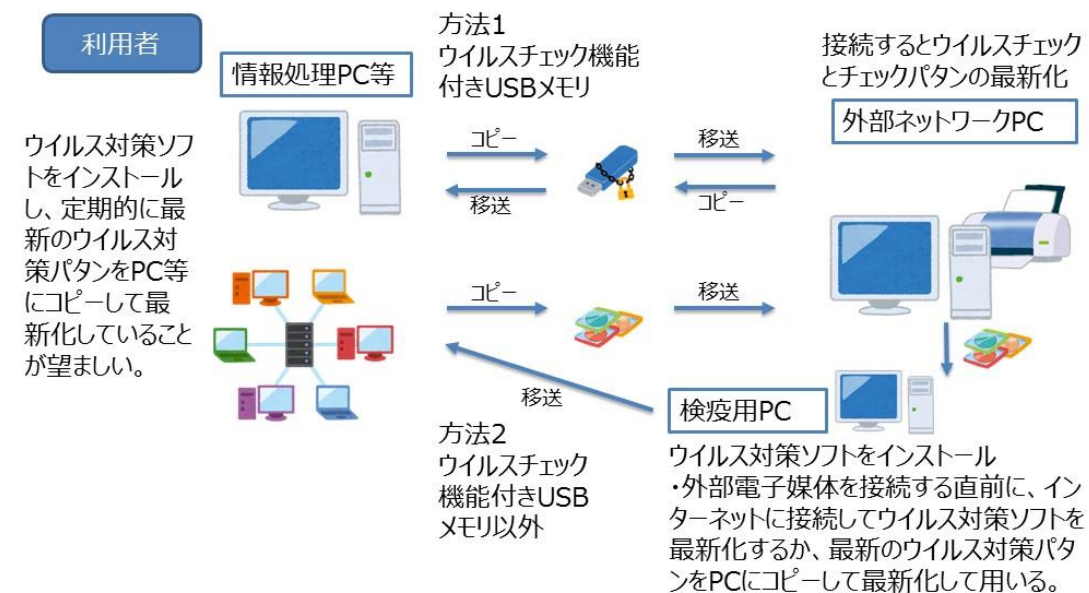 利用者
情報処理PC等
ウイルス対策ソフ
トをインストール
し、定期的に最
新のウイルス対
策パタンをPC等
にコピーして最
新化していること
が望ましい。
方法1
ウイルスチェック機能
付きUSBメモリ
コピー
移送
移送
コピー
接続するとウイルスチェック
とチェックパタンの最新化
外部ネットワークPC
コピー
移送
移送
方法2
ウイルスチェック
機能付きUSB
メモリ以外
検疫用PC
ウイルス対策ソフトをインストール
・外部電子媒体を接続する直前に、イン
ターネットに接続してウイルス対策ソフトを
最新化するか、最新のウイルス対策パタ
ンをPCにコピーして最新化して用いる。